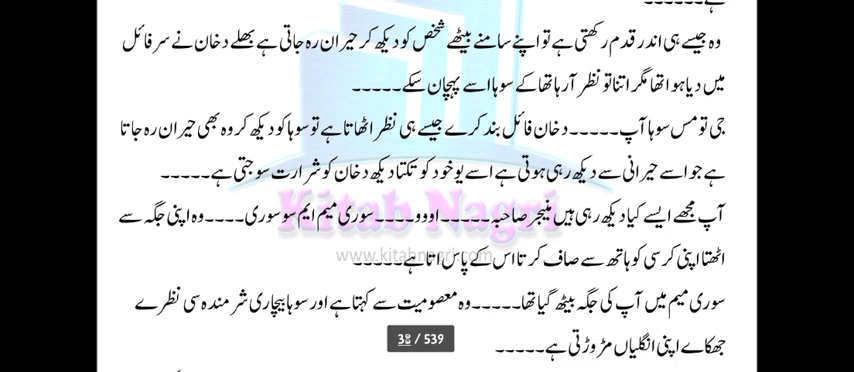 ہے۔۔۔۔۔۔
وہ جیسے ہی اندر قدم رکھتی ہے تو اپنے سامنے بیٹھے شخص کو دیکھ کر حیران رہ جاتی ہے بھلے دخان نے سر فائل
میں دیا ہوا تھا مگر اتنا تو نظر آرہا تھا کے سوہا اسے پہچان سکے۔۔۔۔۔
جی تو مس سوہا آپ۔۔۔۔۔ دخان فائل بند کرے جیسے ہی نظر اٹھاتا ہے تو سوہا کو دیکھ کر وہ بھی حیران رہ جاتا
ہے جو اسے حیرانی سے دیکھ رہی ہوتی ہے اسے یو خود کو تکتا دیکھ دخان کو شرارت سوجتی ہے۔۔۔۔۔
آپ مجھے ایسے کیا دیکھ رہی ہیں منیجر صاحبہ۔۔۔۔۔اووو۔۔۔۔سوری میم ایم سو سوری۔۔۔۔وہ اپنی جگہ سے
Kitab Nagri
اٹھتا اپنی کرسی کو ہاتھ سے صاف کرتا اس کے پاس اتا ہے۔۔۔۔۔
www.kitabnagri.com
سوری میم میں آپ کی جگہ بیٹھ گیا تھا۔۔۔۔۔وہ معصومیت سے کہتا ہے اور سوہا بیچاری شرمندہ سی نظرے
جھکاے اپنی انگلیاں مڑوڑتی ہے۔۔۔۔۔
38 / 539